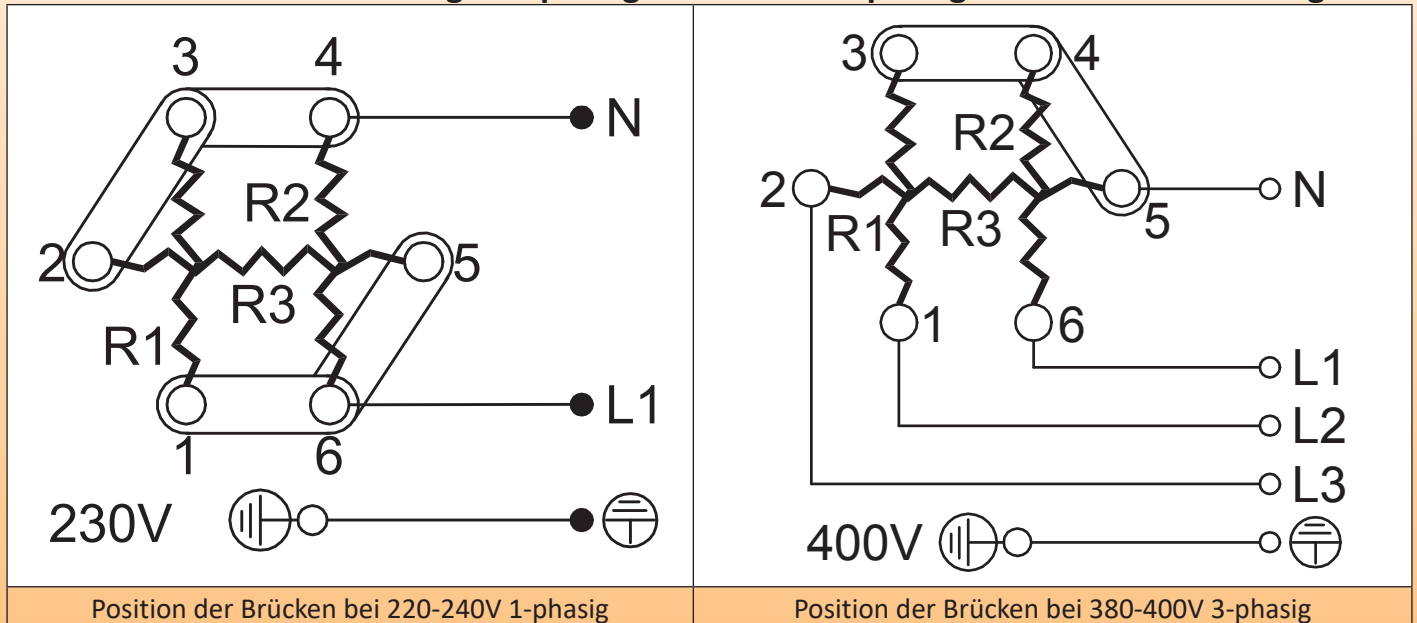 3 4
N
R2
2 5
R3
R1
L1
1 6
230V
Position der Brücken bei 220-240V 1-phasig
3 4
R2
2 N
R1 R3 5
1 6
L1
L2
L3
400V
Position der Brücken bei 380-400V 3-phasig